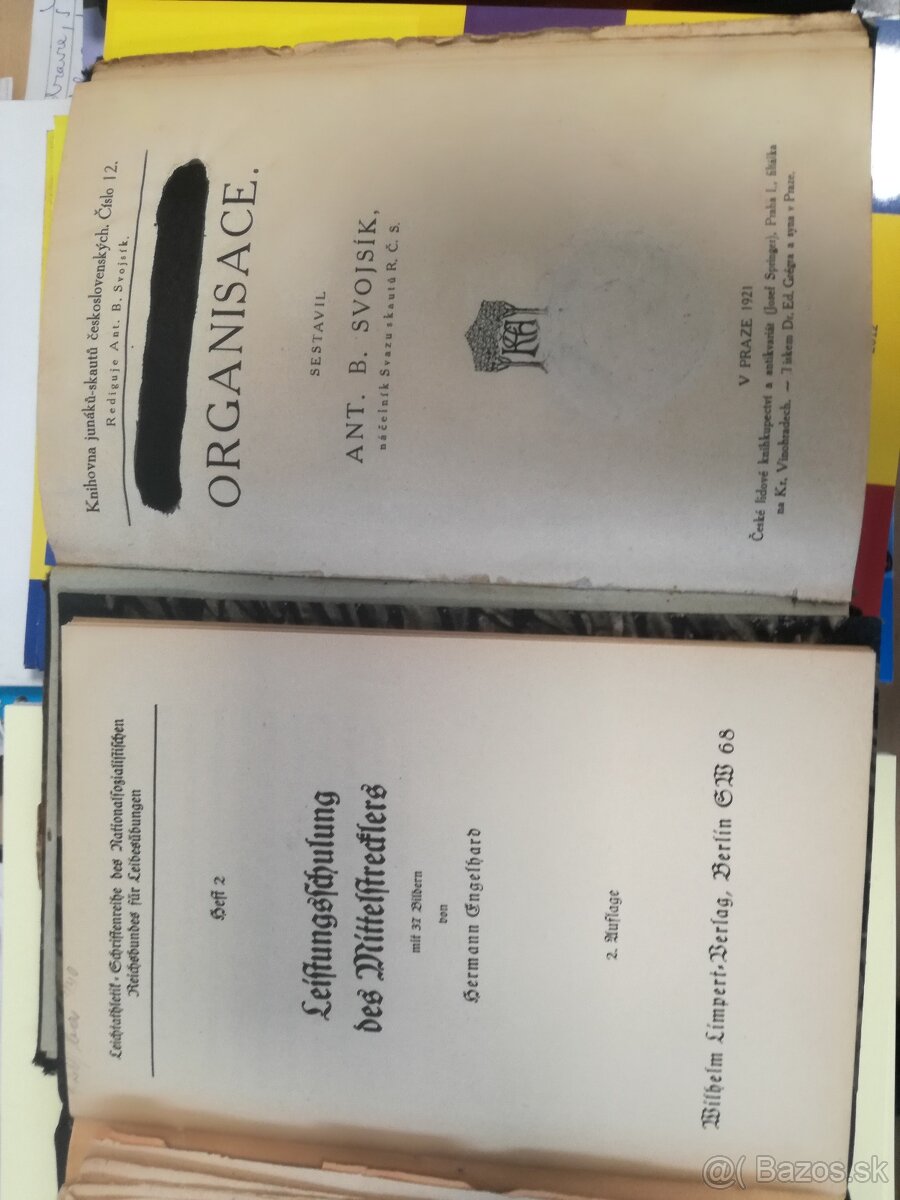 Knihovna junáků-skautů československých. Číslo 12.
Rediguje Ant. B. Svojsík.
ORGANISACE.
SESTAVIL
ANT. B. SVOJSÍK,
náčelník Svazu skautů R. Č. S.
V PRAZE 1921
České lidové knihkupectví a antikvariát (Josef Springer), Praha I., filiálka
na Kr. Vinohradech. — Tiskem Dr. Ed. Grégra a syna v Praze.
Leichtathletik-Schriftenreihe des Nationalsozialistischen
Reichsbundes für Leibesübungen
Heft 2
Leistungsschulung
des Mittelstrecklers
mit 37 Bildern
von
Hermann Engelhard
2. Auflage
Wilhelm Limpert-Verlag, Berlin SW 68
@( Bazos.sk